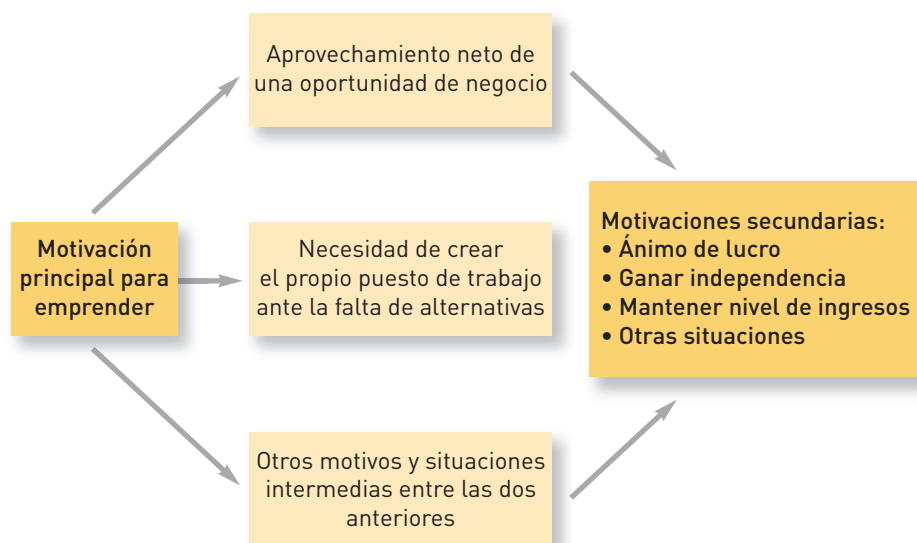 Aprovechamiento neto de
una oportunidad de negocio
Motivación
principal para
emprender
Necesidad de crear
el propio puesto de trabajo
ante la falta de alternativas
Motivaciones secundarias:
• Ánimo de lucro
• Ganar independencia
• Mantener nivel de ingresos
• Otras situaciones
Otros motivos y situaciones
intermedias entre las dos
anteriores